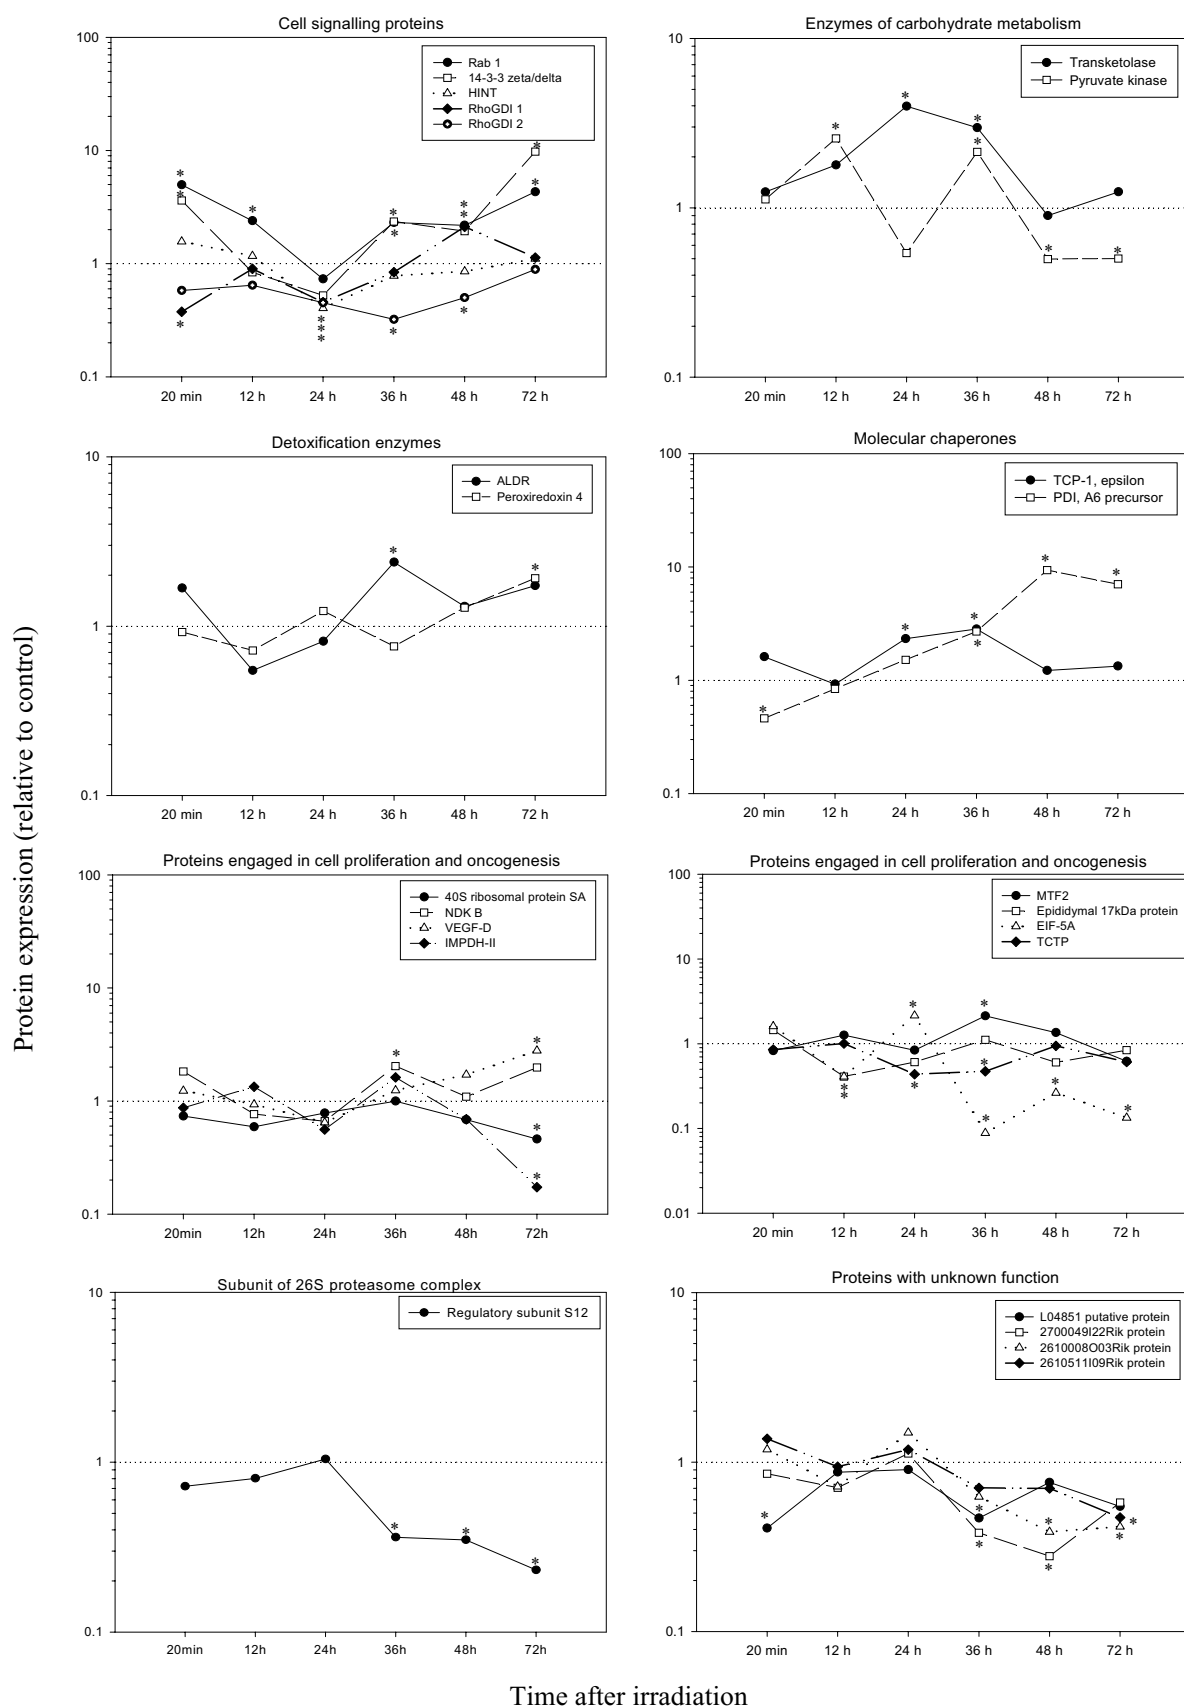 Protein expression (relative to control)
Cell signalling proteins
100
10
1
0.1
Rab 1
14-3-3 zeta/delta
HINT
RhoGDI 1
RhoGDI 2
* * * * * * * * * * * * * * *
20 min 12 h 24 h 36 h 48 h 72 h
Enzymes of carbohydrate metabolism
10
1
0.1
Transketolase
Pyruvate kinase
* * * * * *
20 min 12 h 24 h 36 h 48 h 72 h
Detoxification enzymes
10
1
0.1
ALDR
Peroxiredoxin 4
* *
20 min 12 h 24 h 36 h 48 h 72 h
Molecular chaperones
100
10
1
0.1
TCP-1, epsilon
PDI, A6 precursor
* * * * * *
20 min 12 h 24 h 36 h 48 h 72 h
Proteins engaged in cell proliferation and oncogenesis
100
10
1
0.1
40S ribosomal protein SA
NDK B
VEGF-D
IMPDH-II
* * * *
20min 12h 24h 36h 48h 72h
Proteins engaged in cell proliferation and oncogenesis
100
10
1
0.1
0.01
MTF2
Epididymal 17kDa protein
EIF-5A
TCTP
* * * * * * * * *
20 min 12 h 24 h 36 h 48 h 72 h
Subunit of 26S proteasome complex
10
1
0.1
Regulatory subunit S12
* * *
20min 12h 24h 36h 48h 72h
Proteins with unknown function
10
1
0.1
L04851 putative protein
2700049I22Rik protein
2610008O03Rik protein
2610511I09Rik protein
* * * * * * *
20 min 12 h 24 h 36 h 48 h 72 h
Time after irradiation